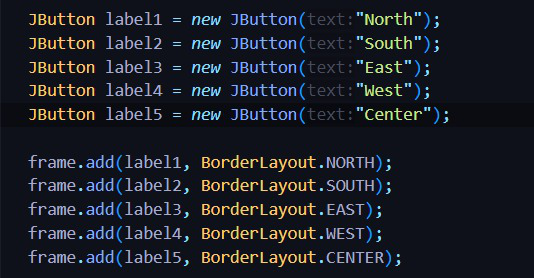 JButton label1 = new JButton(text:"North");
JButton label2 = new JButton(text:"South");
JButton label3 = new JButton(text:"East");
JButton label4 = new JButton(text:"West");
JButton label5 = new JButton(text:"Center");
frame.add(label1, BorderLayout.NORTH);
frame.add(label2, BorderLayout.SOUTH);
frame.add(label3, BorderLayout.EAST);
frame.add(label4, BorderLayout.WEST);
frame.add(label5, BorderLayout.CENTER);